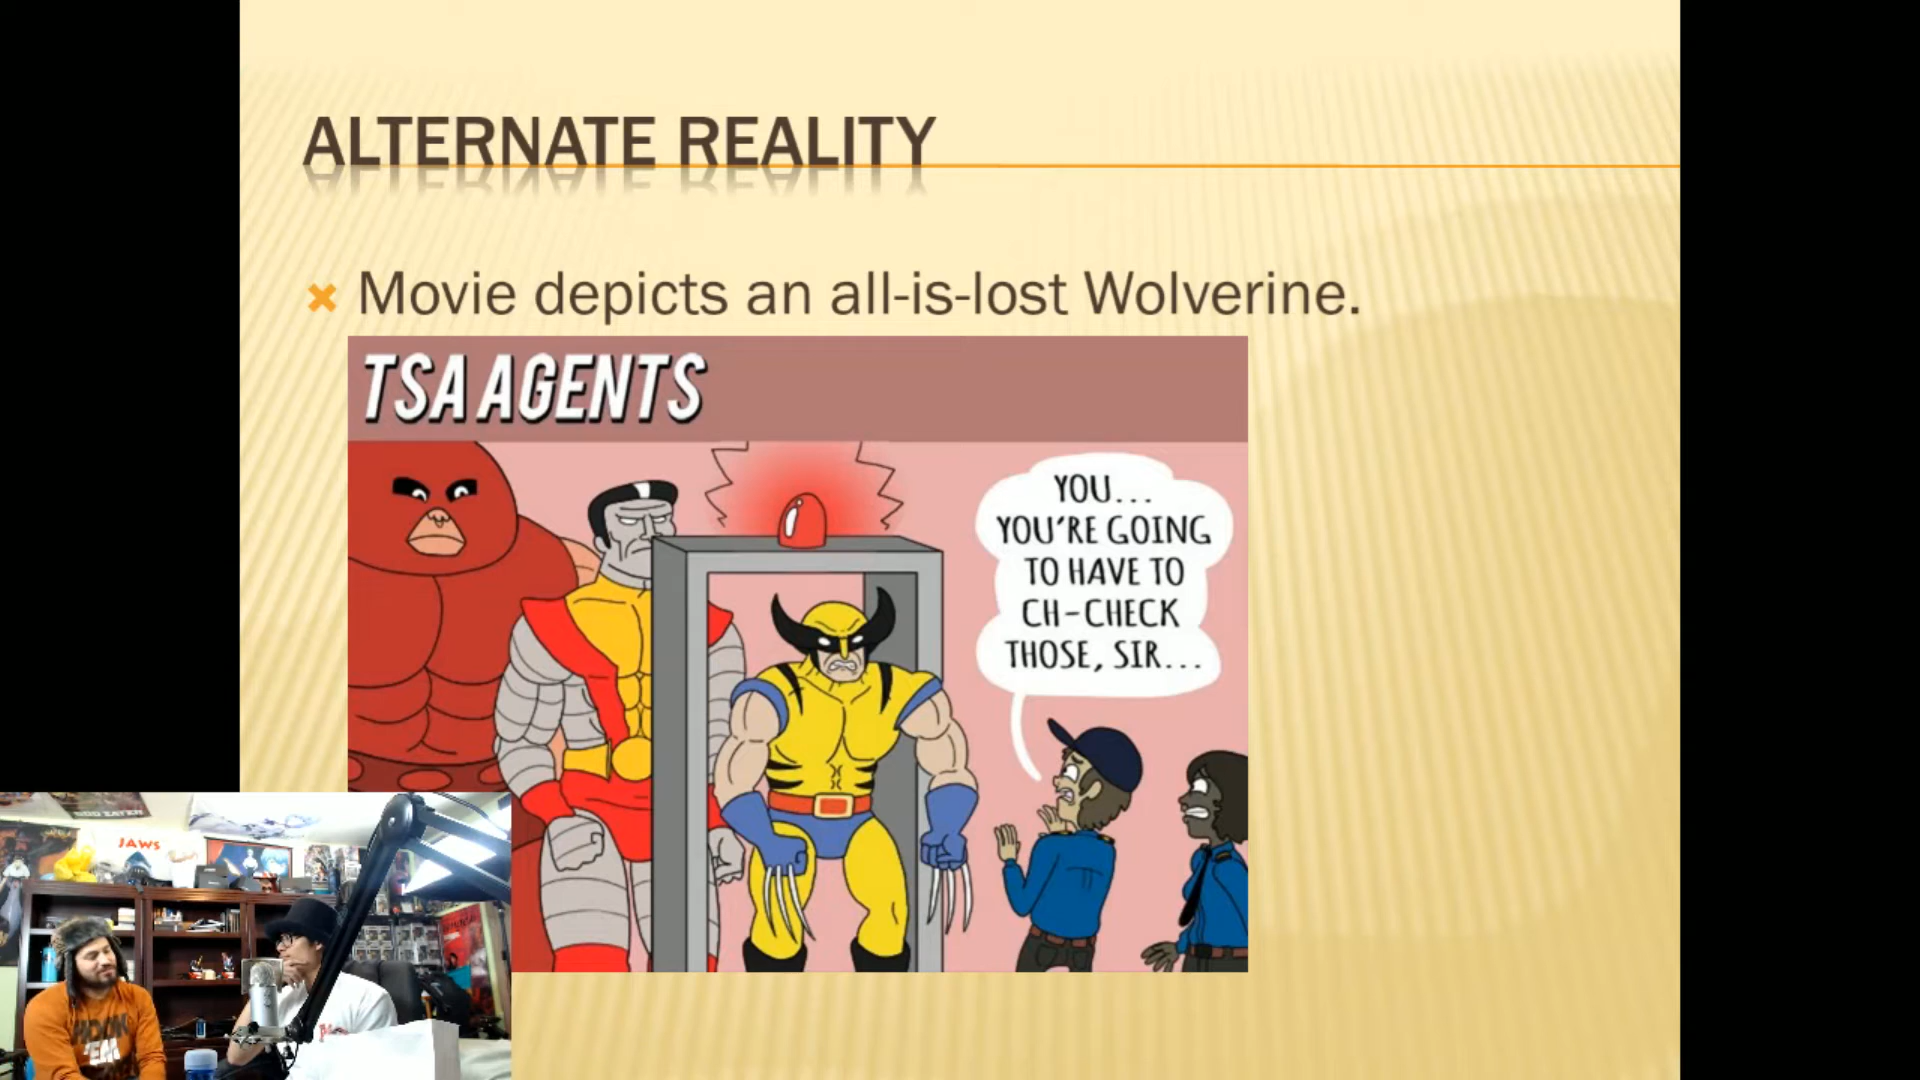 ALTERNATE REALITY
Movie depicts an all-is-lost Wolverine.
TSA AGENTS
YOU...
YOU'RE GOING
TO HAVE TO
CH-CHECK
THOSE, SIR...
JAWS